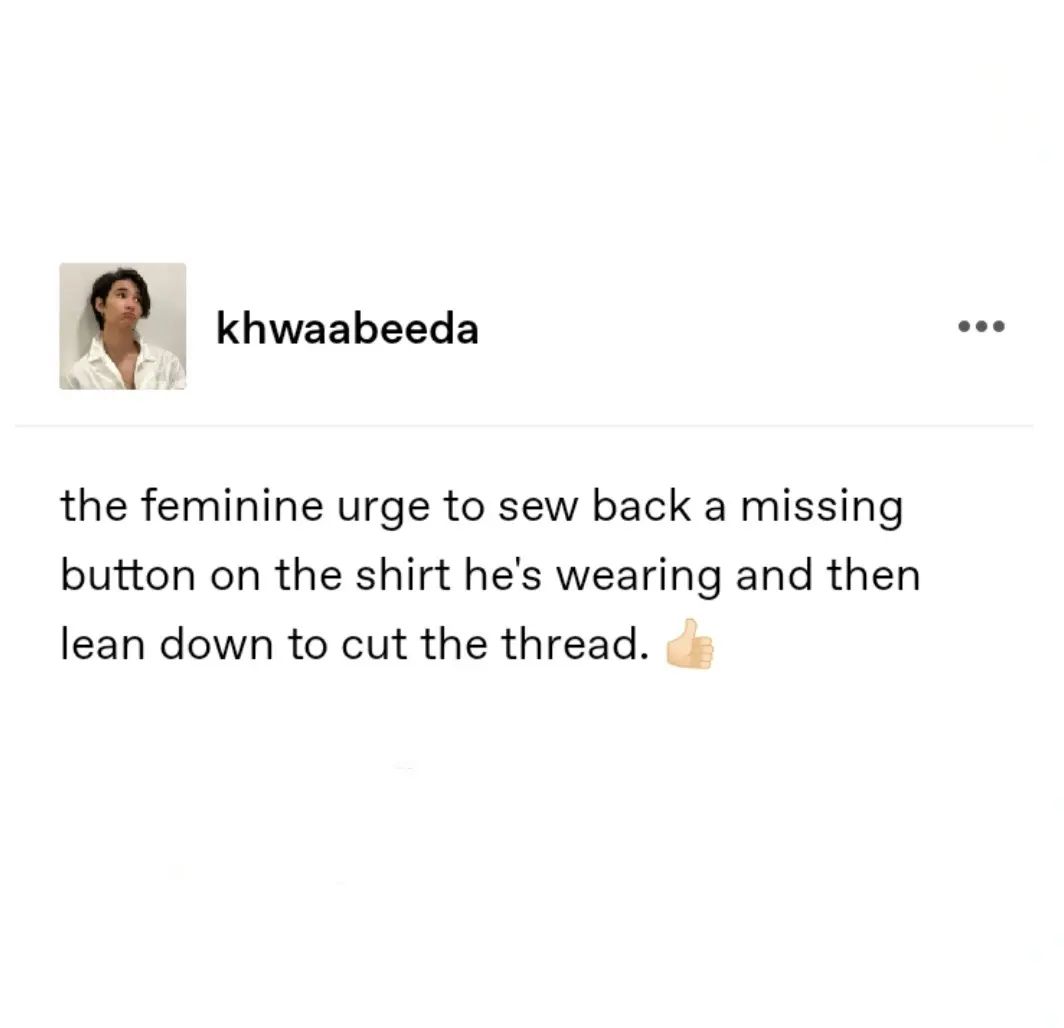 khwaabeeda
the feminine urge to sew back a missing
button on the shirt he's wearing and then
lean down to cut the thread. 👍🏻